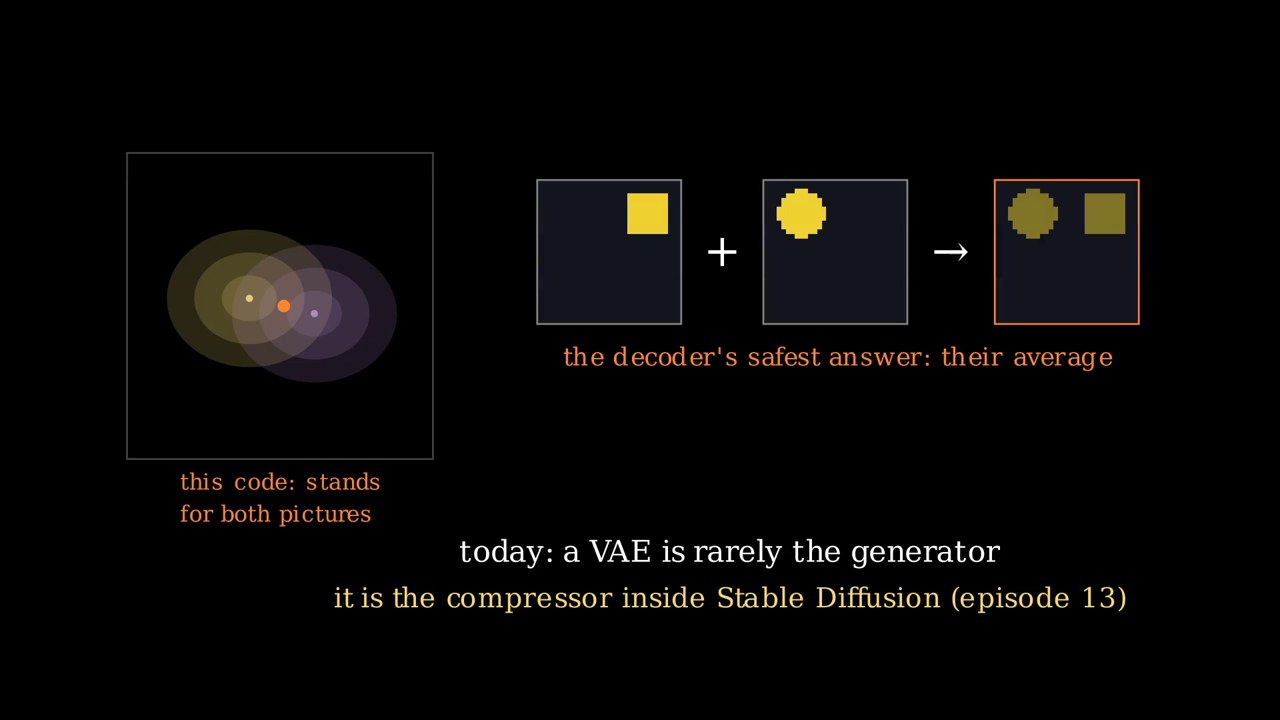 + →
the decoder's safest answer: their average
this code: stands
for both pictures
today: a VAE is rarely the generator
it is the compressor inside Stable Diffusion (episode 13)